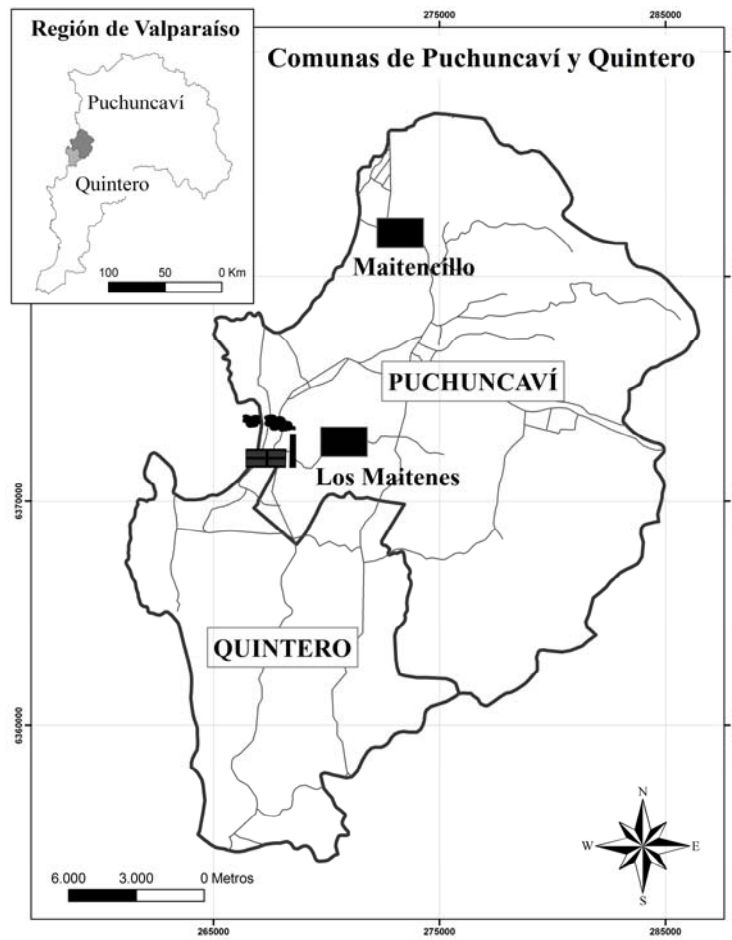 275000
285000
Región de Valparaíso
Puchuncaví
Quintero
100 50 0 Km
Comunas de Puchuncaví y Quintero
Maitencillo
PUCHUNCAVÍ
Los Maitenes
6370000
QUINTERO
6360000
N
W E
S
6.000 3.000 0 Metros
265000 275000 285000